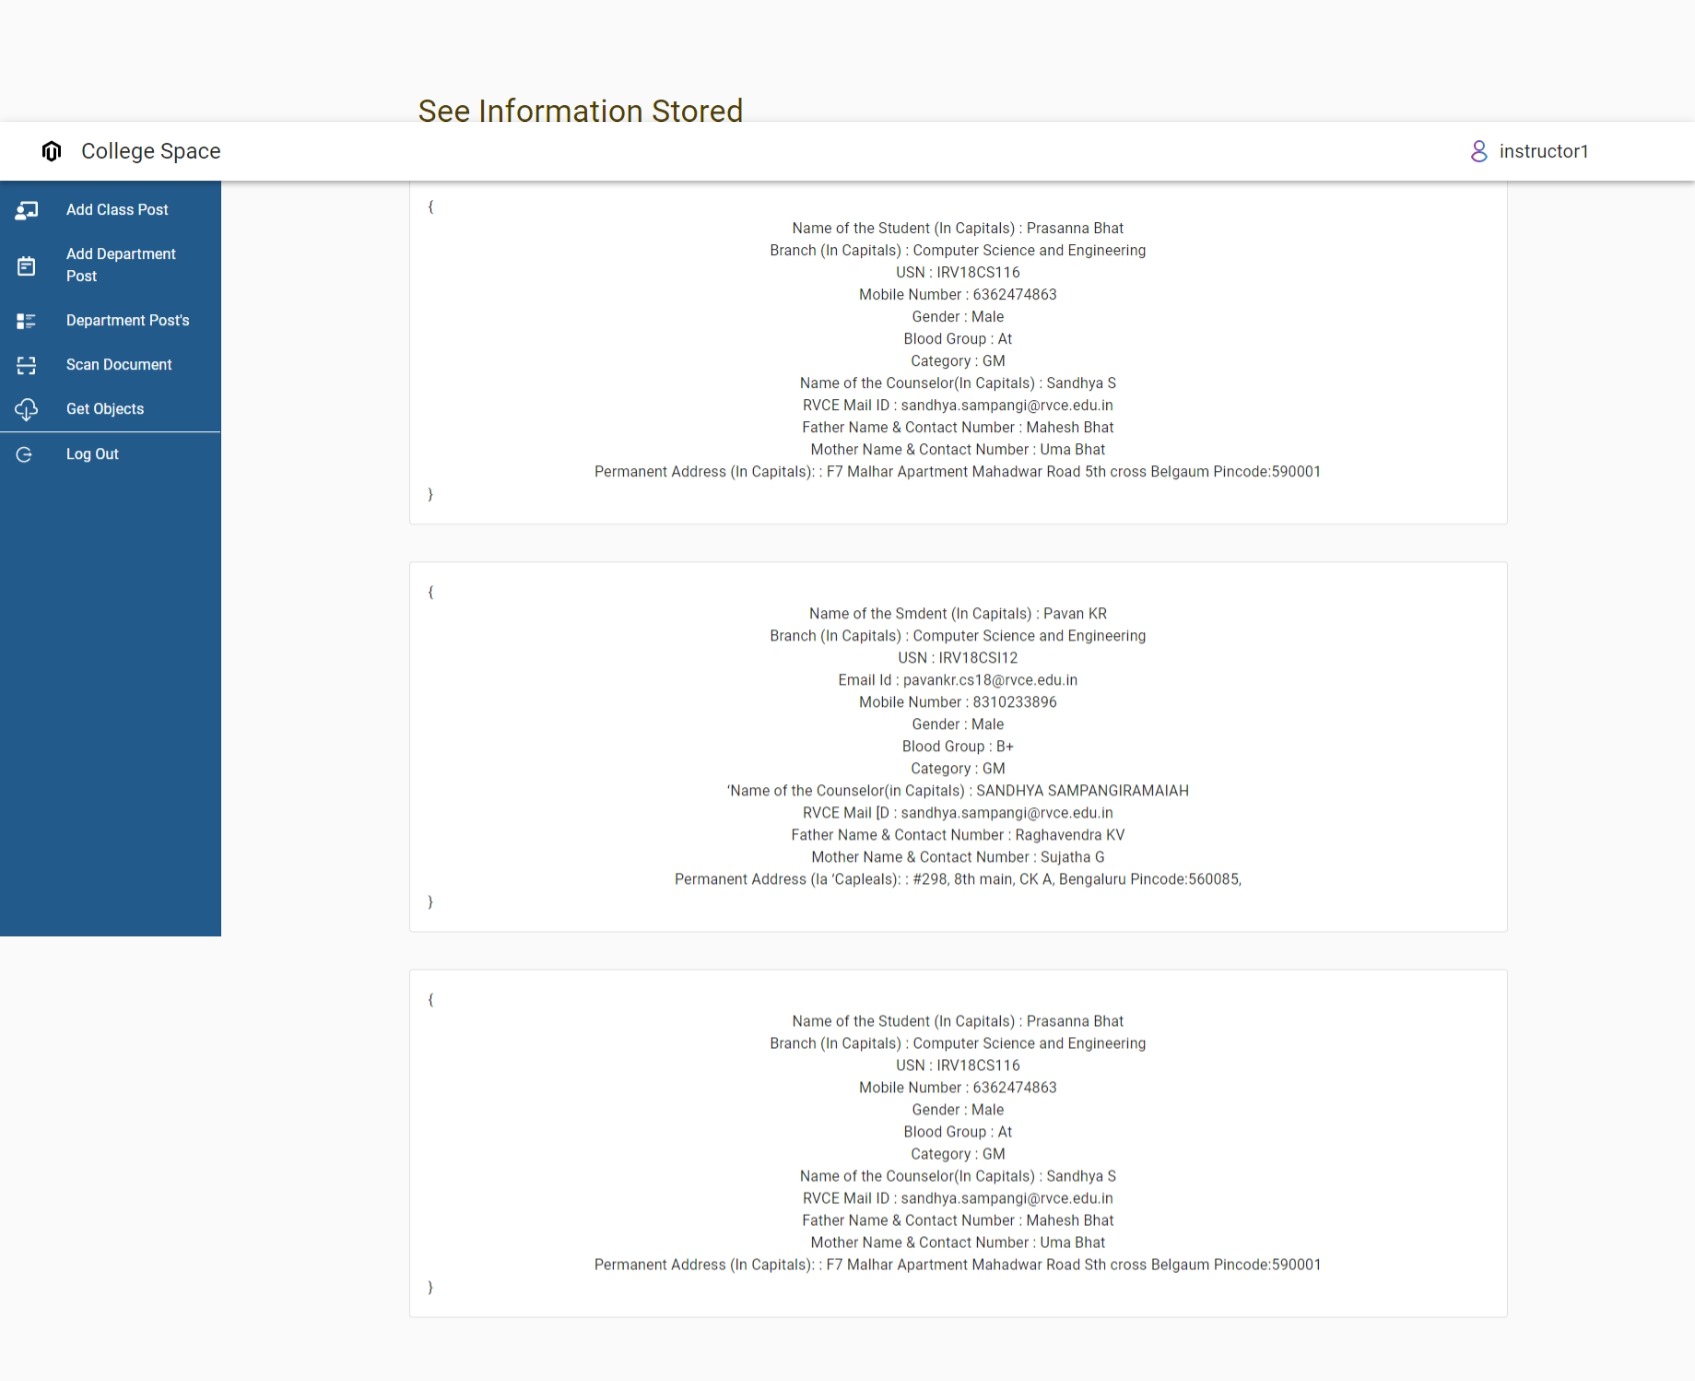 See Information Stored
College Space
instructor1
Add Class Post
Add Department
Post
Department Post's
Scan Document
Get Objects
Log Out
{
Name of the Student (In Capitals) : Prasanna Bhat
Branch (In Capitals) : Computer Science and Engineering
USN : IRV18CS116
Mobile Number : 6362474863
Gender : Male
Blood Group : At
Category : GM
Name of the Counselor(In Capitals) : Sandhya S
RVCE Mail ID : sandhya.sampangi@rvce.edu.in
Father Name & Contact Number : Mahesh Bhat
Mother Name & Contact Number : Uma Bhat
Permanent Address (In Capitals): : F7 Malhar Apartment Mahadwar Road 5th cross Belgaum Pincode:590001
}
{
Name of the Smdent (In Capitals) : Pavan KR
Branch (In Capitals) : Computer Science and Engineering
USN : IRV18CSI12
Email Id : pavankr.cs18@rvce.edu.in
Mobile Number : 8310233896
Gender : Male
Blood Group : B+
Category : GM
‘Name of the Counselor(in Capitals) : SANDHYA SAMPANGIRAMAIAH
RVCE Mail [D : sandhya.sampangi@rvce.edu.in
Father Name & Contact Number : Raghavendra KV
Mother Name & Contact Number : Sujatha G
Permanent Address (Ia ‘Capleals): : #298, 8th main, CK A, Bengaluru Pincode:560085,
}
{
Name of the Student (In Capitals) : Prasanna Bhat
Branch (In Capitals) : Computer Science and Engineering
USN : IRV18CS116
Mobile Number : 6362474863
Gender : Male
Blood Group : At
Category : GM
Name of the Counselor(In Capitals) : Sandhya S
RVCE Mail ID : sandhya.sampangi@rvce.edu.in
Father Name & Contact Number : Mahesh Bhat
Mother Name & Contact Number : Uma Bhat
Permanent Address (In Capitals): : F7 Malhar Apartment Mahadwar Road Sth cross Belgaum Pincode:590001
}